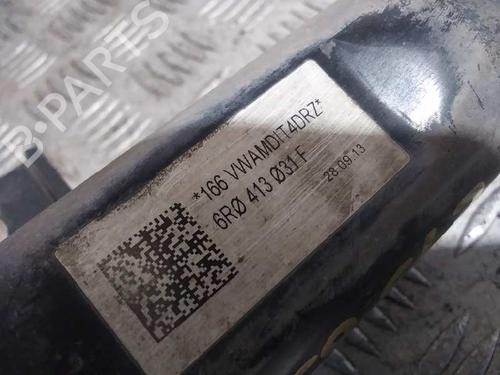 B-PARTS
*166 VWAMDIT4DRZ*
6RØ 413 Ø31 F
28.09.13